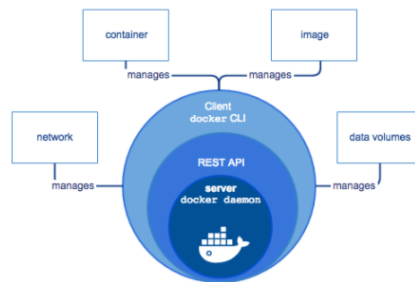 container
image
manages
manages
Client
docker CLI
network
data volumes
REST API
manages
manages
server
docker daemon